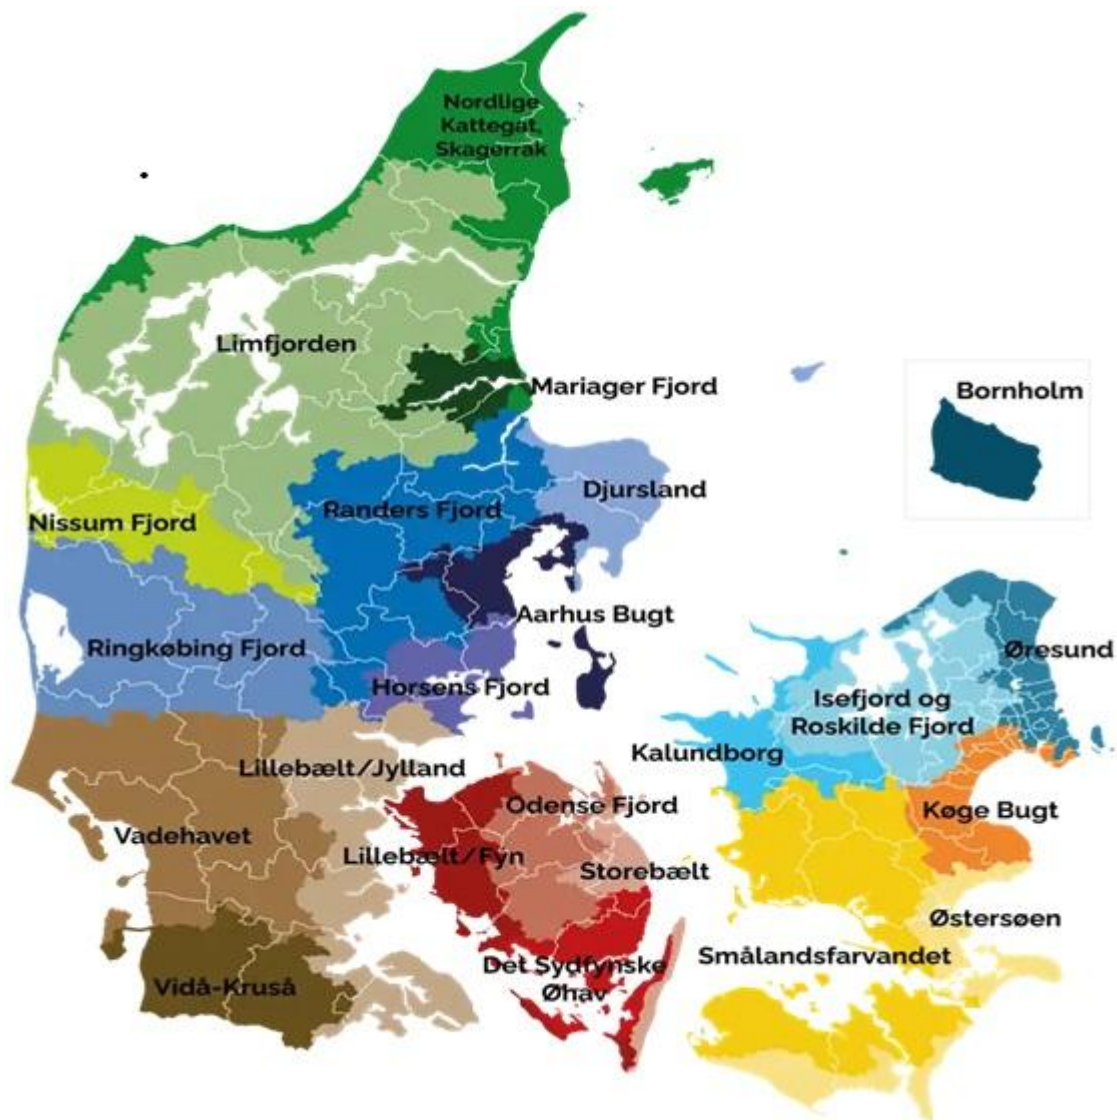 Nordlige
Kattegat,
Skagerrak
Limfjorden
Mariager Fjord
Bornholm
Djursland
Randers Fjord
Nissum Fjord
Aarhus Bugt
Ringkøbing Fjord
Øresund
Horsens Fjord
Isefjord og
Roskilde Fjord
Kalundborg
Lillebælt/Jylland
Odense Fjord
Køge Bugt
Vadehavet
Lillebælt/Fyn
Storebælt
Østersøen
Smålandsfarvandet
Det Sydfynske
Øhav
Vidå-Kruså